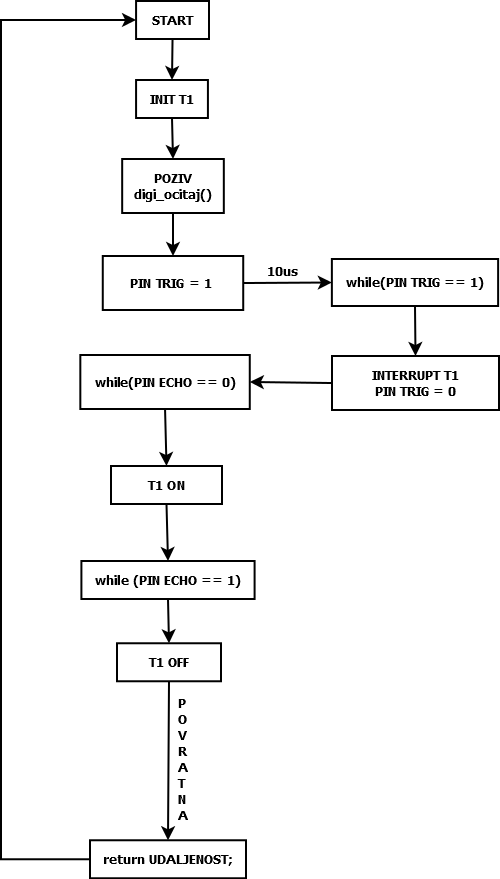 START
INIT T1
POZIV
digi_ocitaj()
PIN TRIG = 1
10us
while(PIN TRIG == 1)
INTERRUPT T1
PIN TRIG = 0
while(PIN ECHO == 0)
T1 ON
while (PIN ECHO == 1)
T1 OFF
P
O
V
R
A
T
N
A
return UDALJENOST;